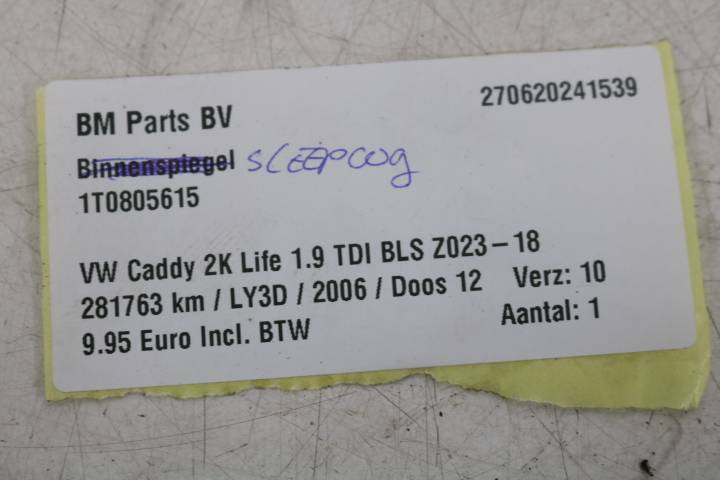 BM Parts BV 270620241539
Binnenspiegel SLEEPOOG
1T0805615
VW Caddy 2K Life 1.9 TDI BLS Z023-18
281763 km / LY3D / 2006 / Doos 12 Verz: 10
9.95 Euro Incl. BTW Aantal: 1